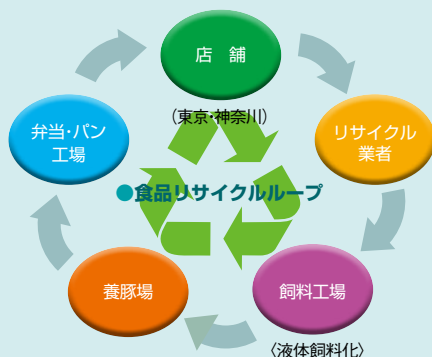 店　舗
(東京・神奈川)
弁当・パン
工場
リサイクル
業者
●食品リサイクルループ
養豚場
飼料工場
〈液体飼料化〉